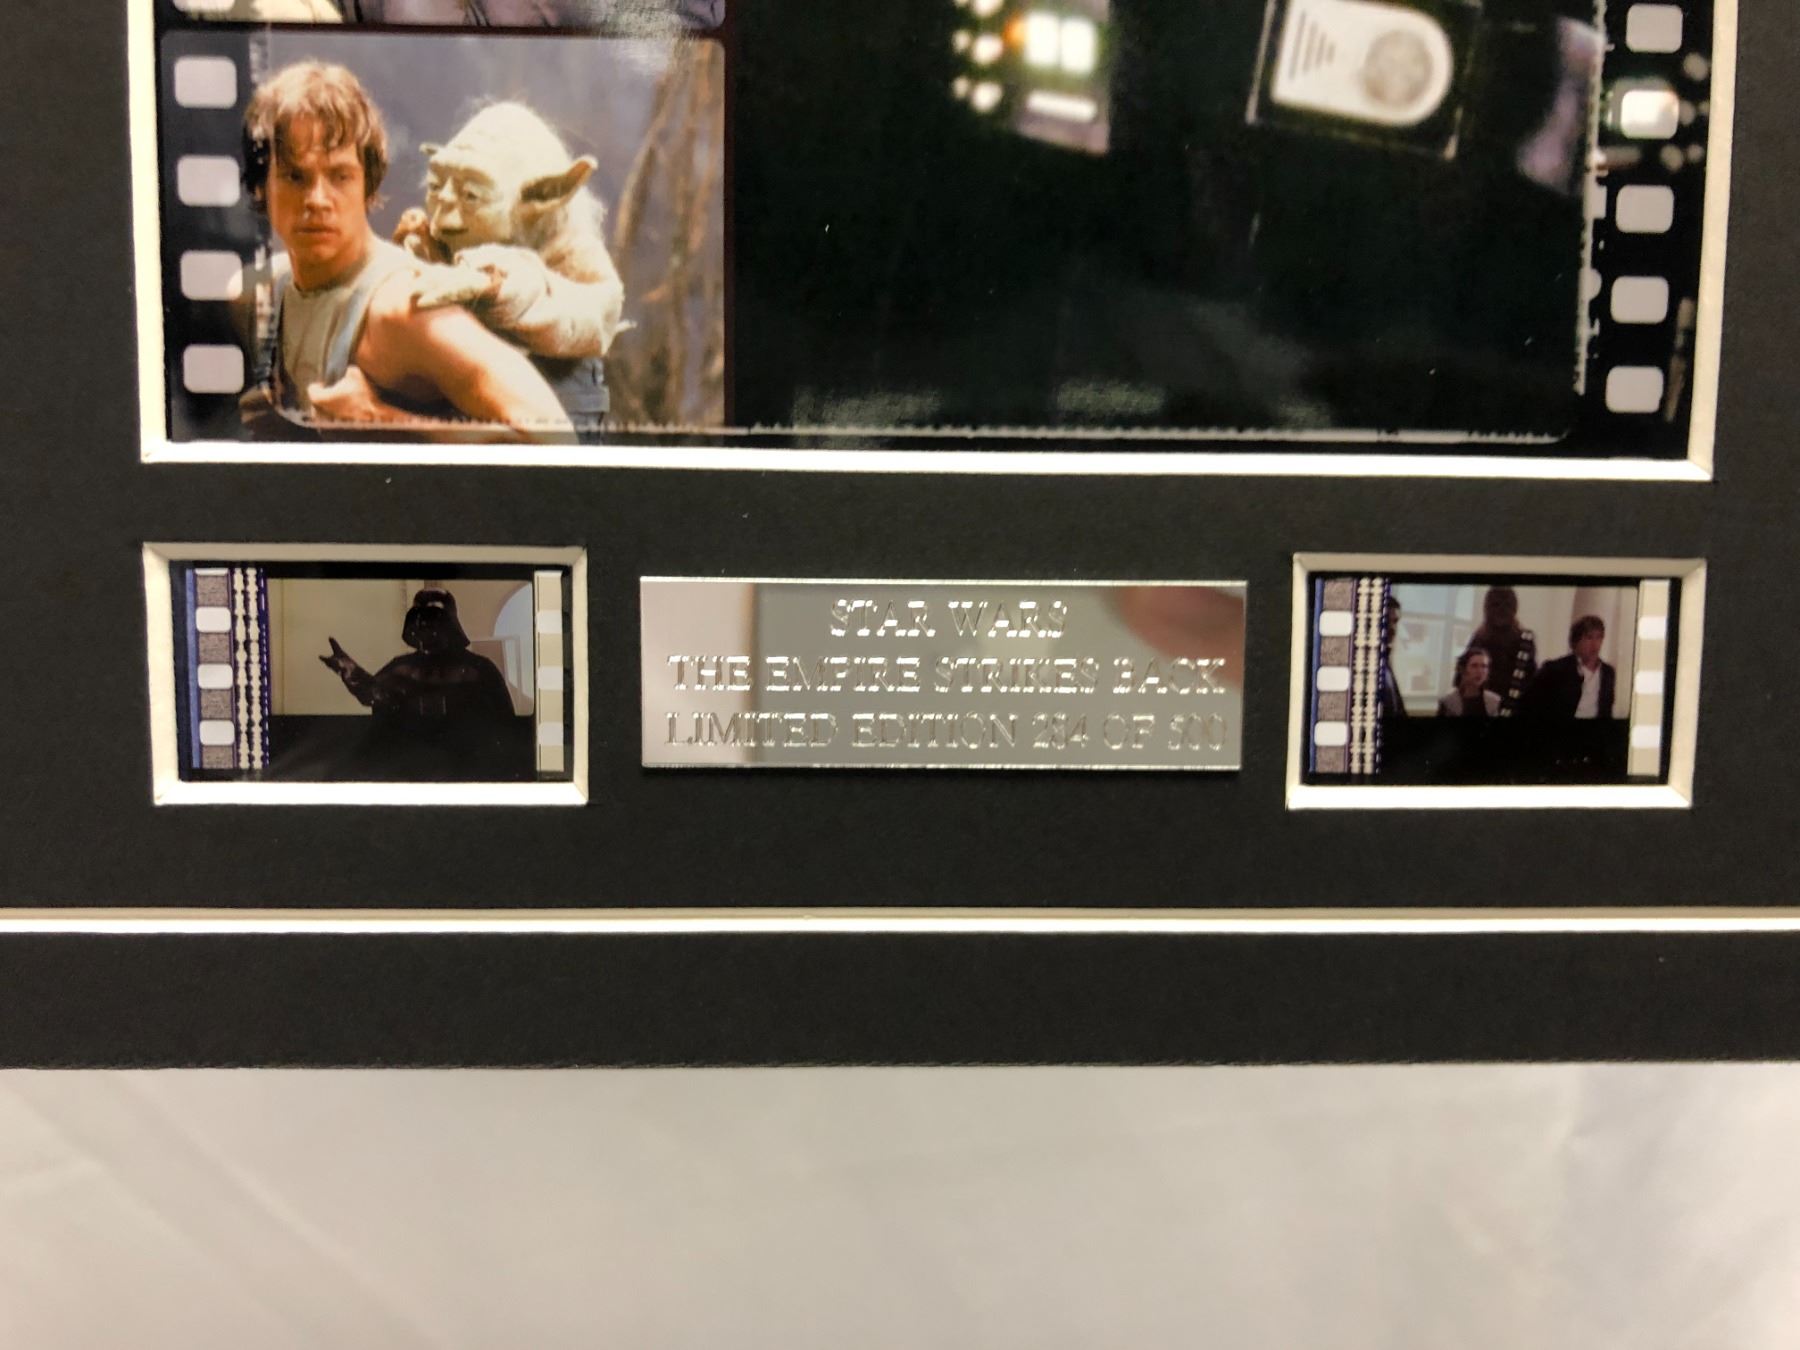 STAR WARS
THE EMPIRE STRIKES BACK
LIMITED EDITION 284 OF 500